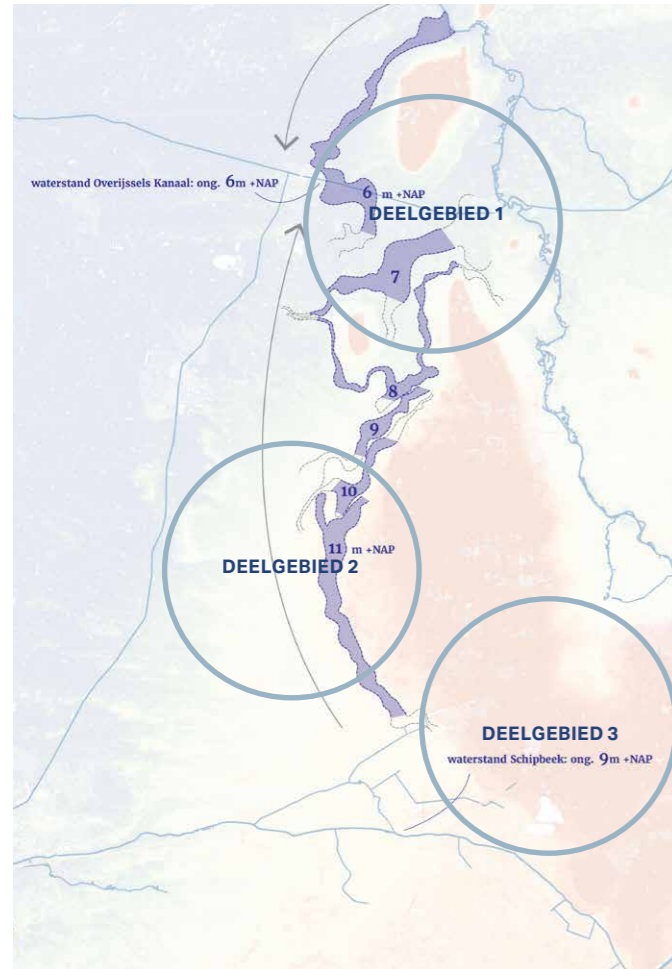 waterstand Overijssels Kanaal: ong. 6m +NAP
6 m +NAP
DEELGEBIED 1
7
8
9
10
11 m +NAP
DEELGEBIED 2
DEELGEBIED 3
waterstand Schipbeek: ong. 9m +NAP